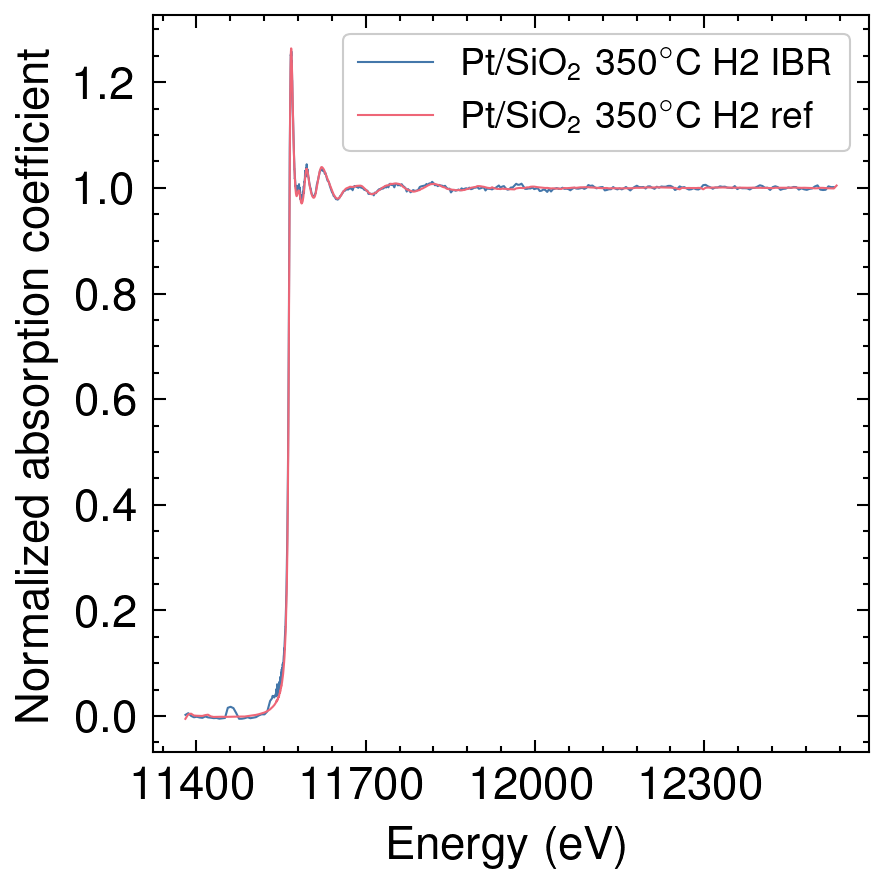 Normalized absorption coefficient
1.2
1.0
0.8
0.6
0.4
0.2
0.0
Pt/SiO₂ 350°C H2 IBR
Pt/SiO₂ 350°C H2 ref
11400 11700 12000 12300
Energy (eV)